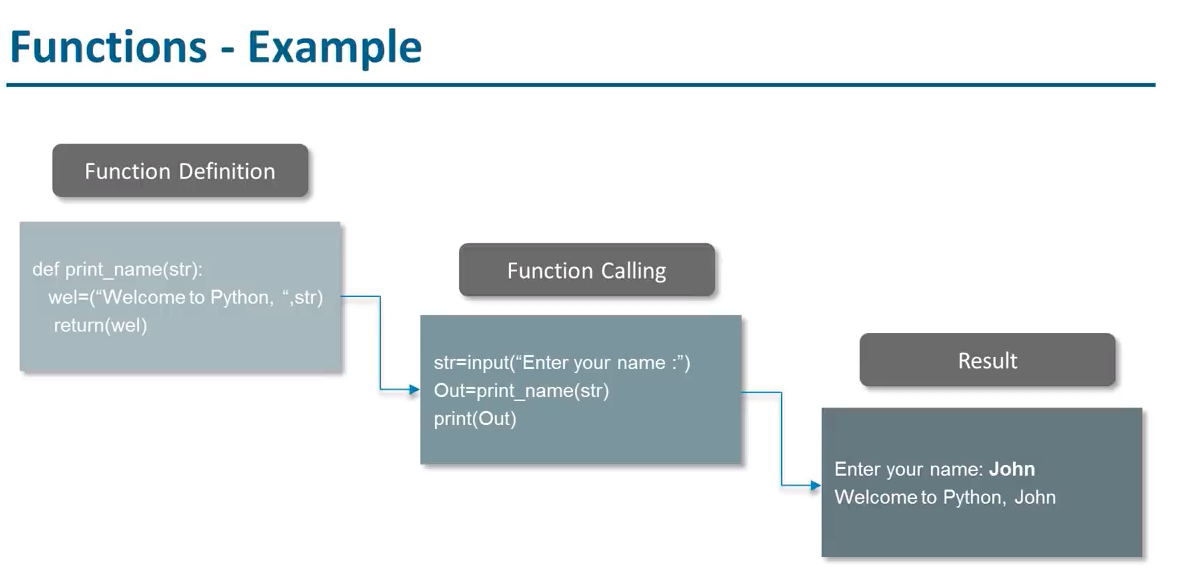 Functions - Example
Function Definition
def print_name(str):
wel=(“Welcome to Python, “,str)
return(wel)
Function Calling
str=input(“Enter your name :”)
Out=print_name(str)
print(Out)
Result
Enter your name: John
Welcome to Python, John